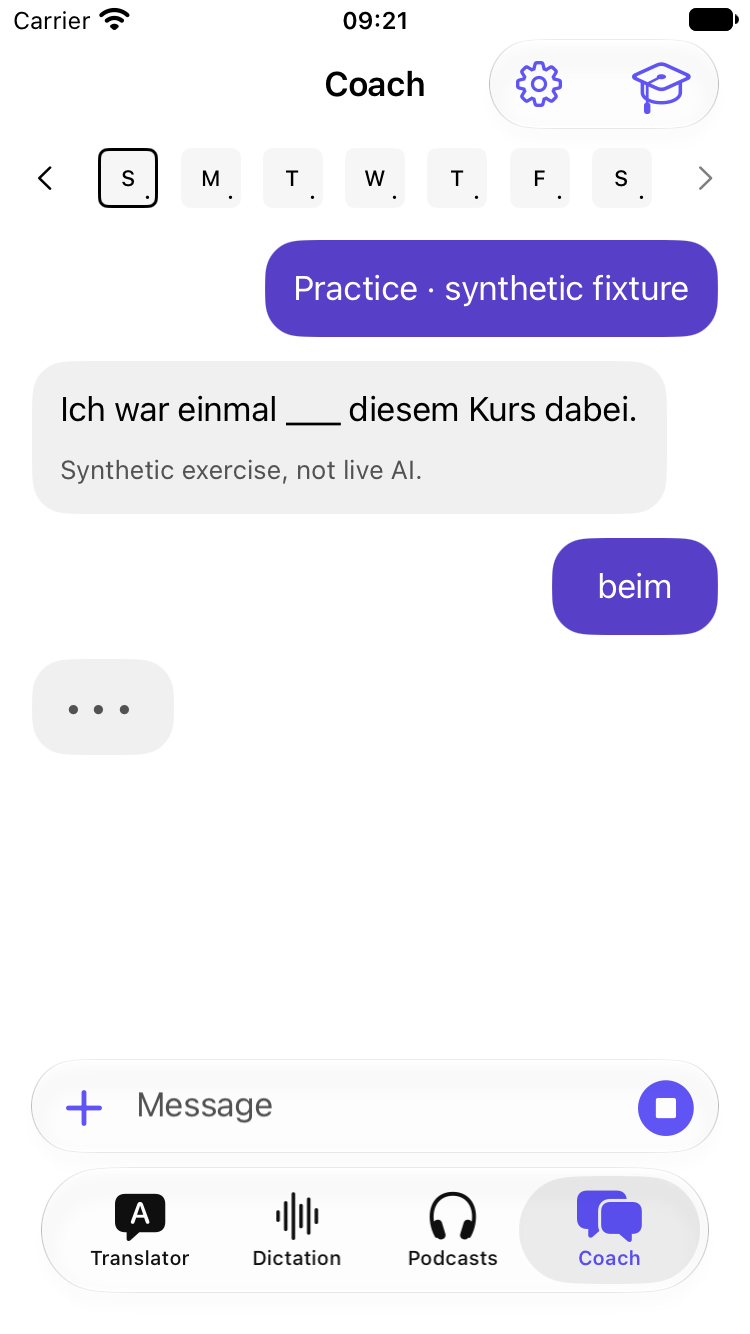 Carrier 09:21
Coach
S. M. T. W. T. F. S.
Practice · synthetic fixture
Ich war einmal ___ diesem Kurs dabei.
Synthetic exercise, not live AI.
beim
Message
A
Translator Dictation Podcasts Coach